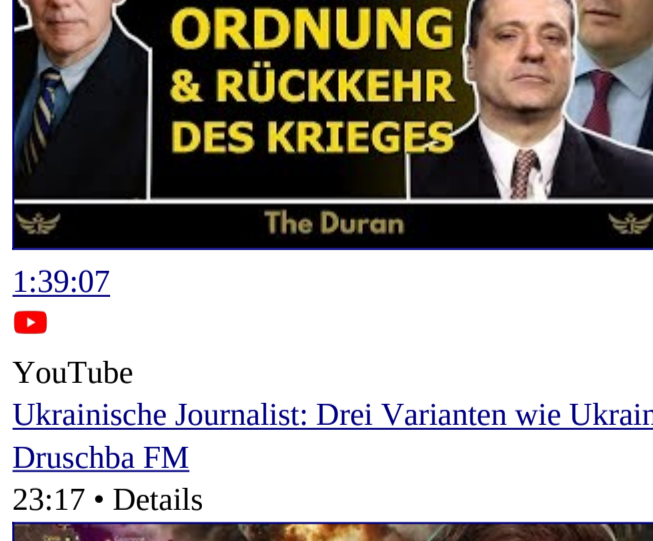 ORDNUNG
& RÜCKKEHR
DES KRIEGES
The Duran
1:39:07
YouTube
Ukrainische Journalist: Drei Varianten wie Ukrain
Druschba FM
23:17 • Details